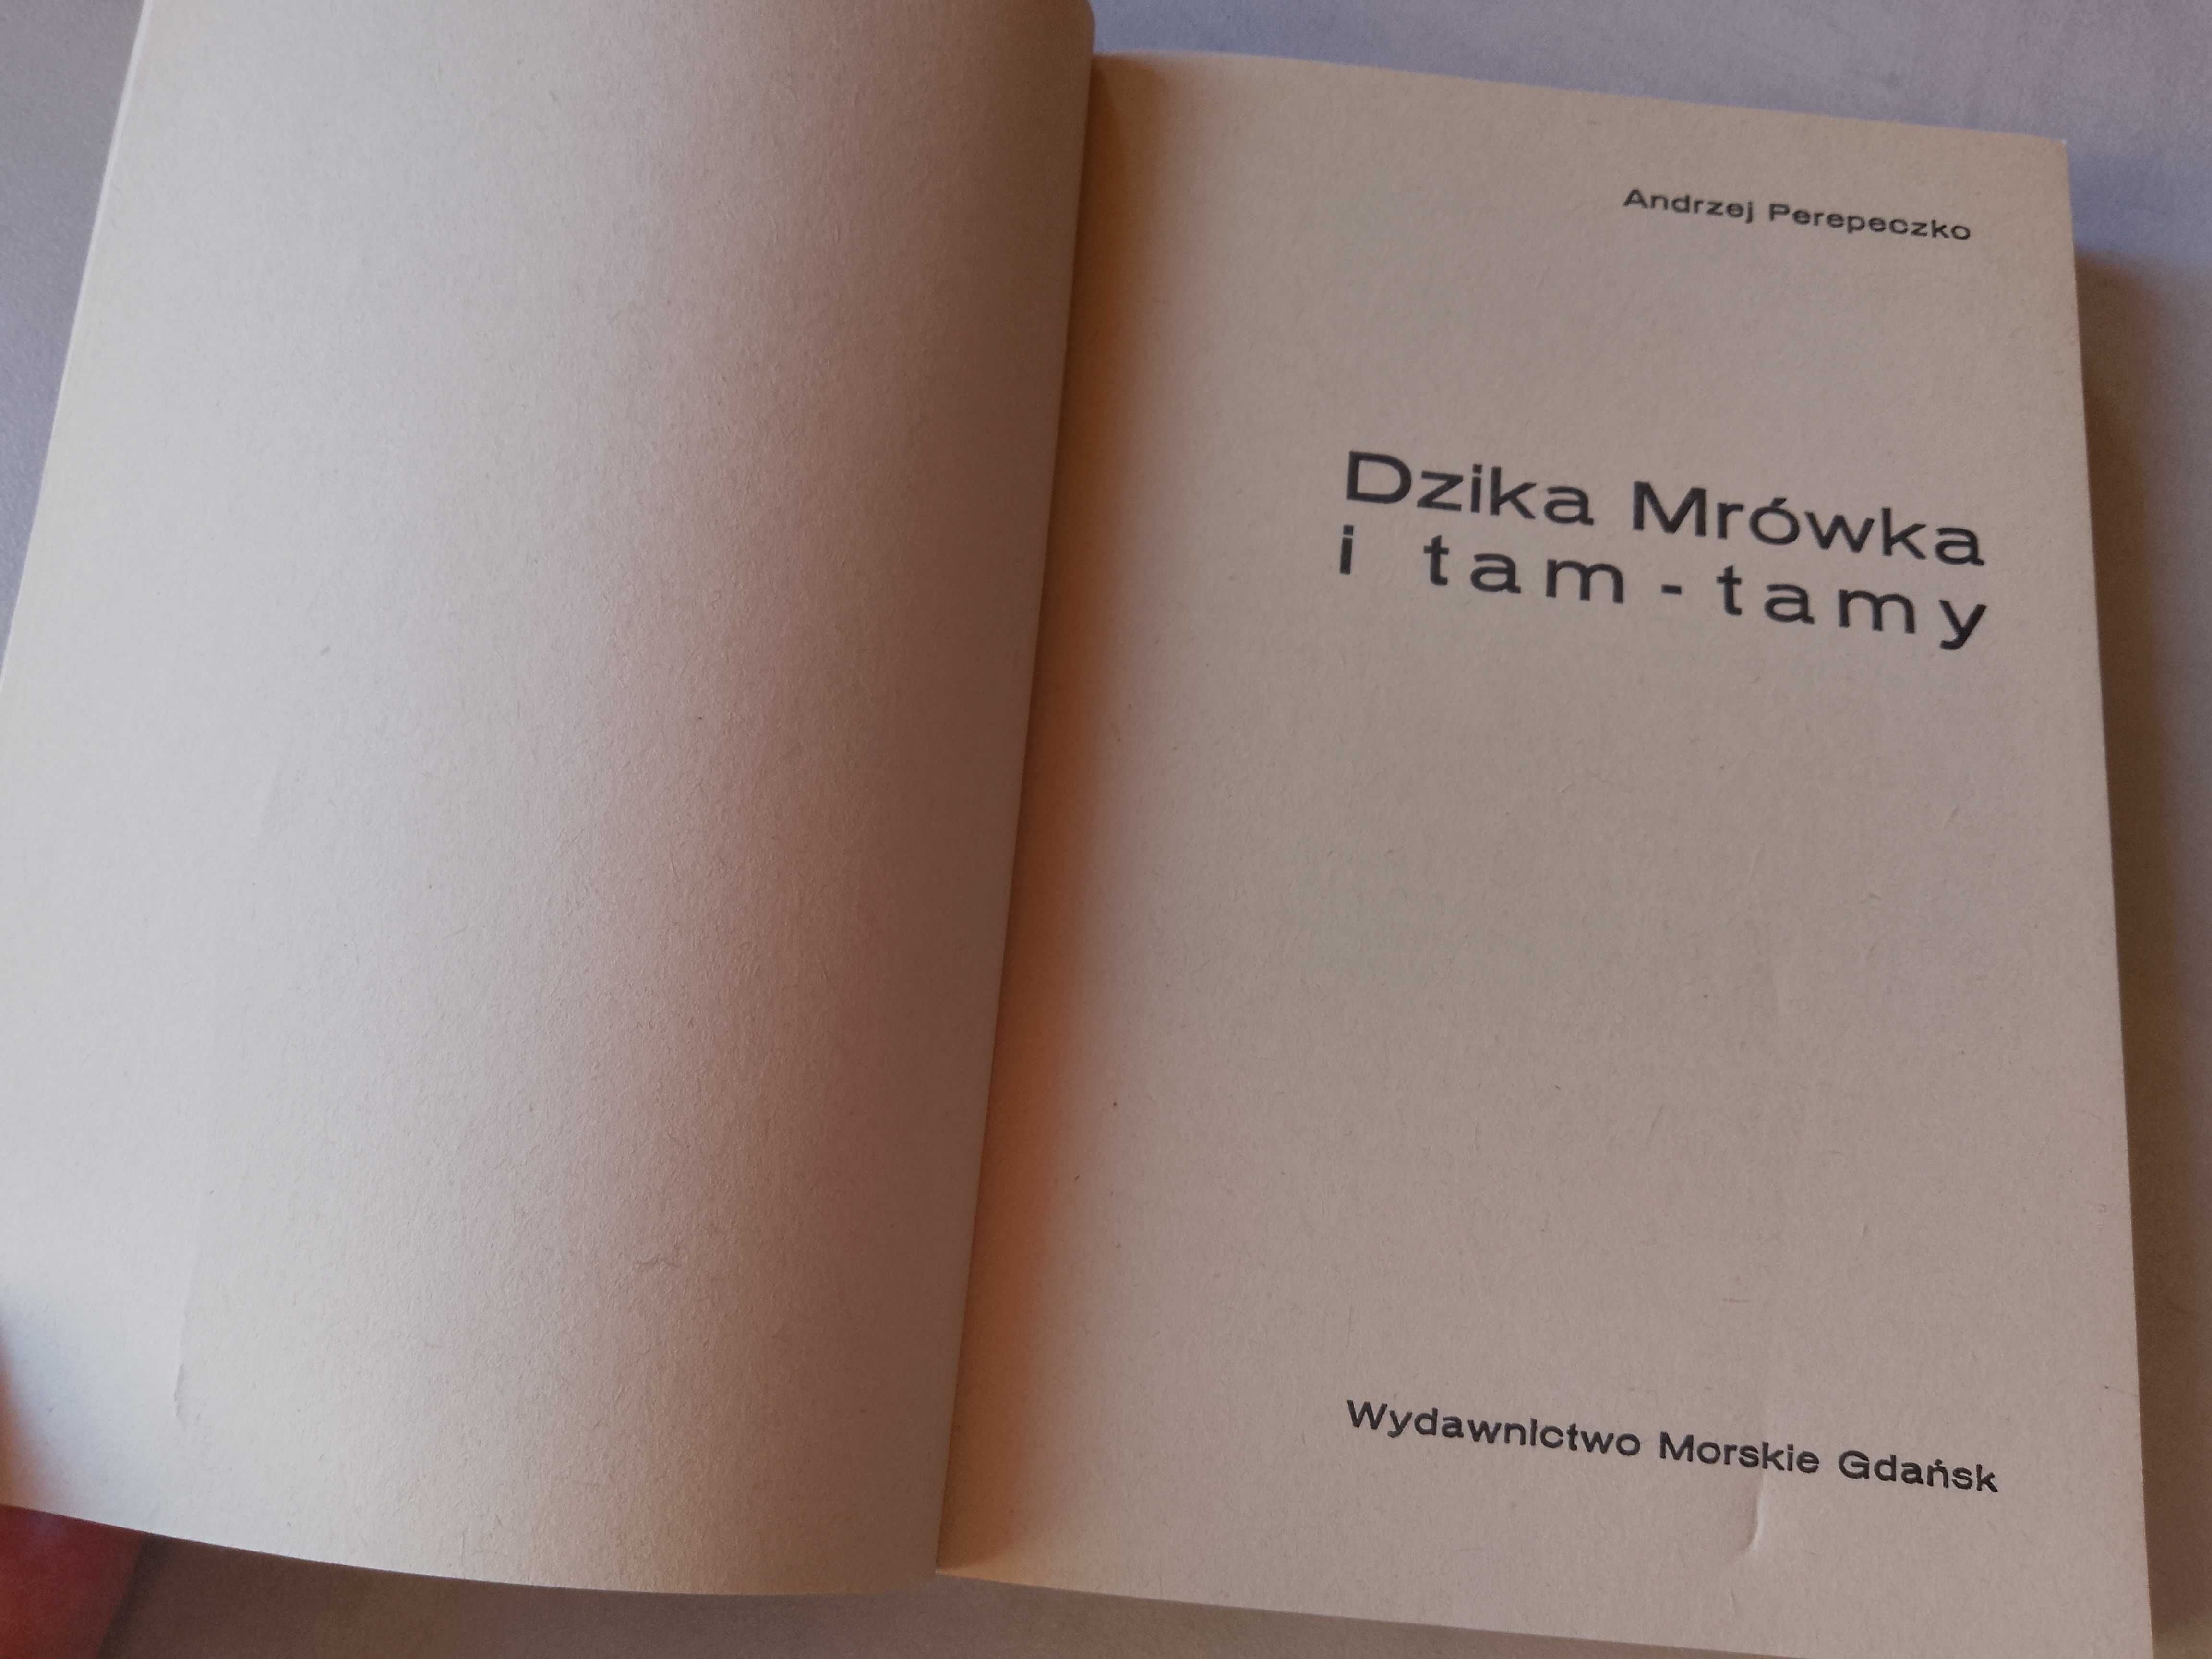 Andrzej Perepeczko
Dzika Mrówka
i tam-tamy
Wydawnictwo Morskie Gdańsk